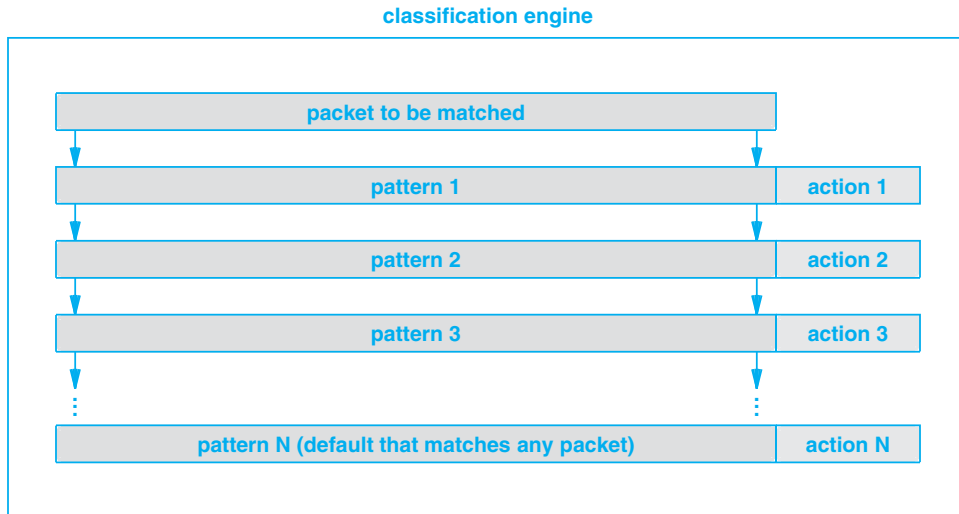 classification engine
packet to be matched
pattern 1 action 1
pattern 2 action 2
pattern 3 action 3
pattern N (default that matches any packet) action N